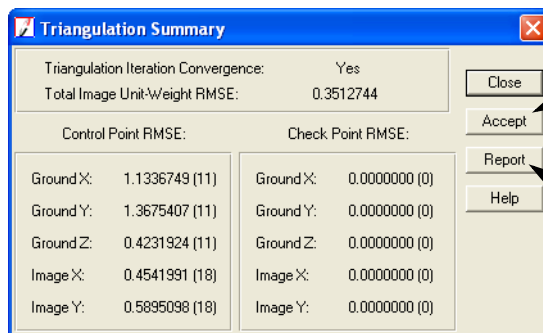 Triangulation Summary
Triangulation Iteration Convergence: Yes
Total Image Unit-Weight RMSE: 0.3512744
Close
Accept
Report
Help
Control Point RMSE:
Ground X: 1.1336749 (11)
Ground Y: 1.3675407 (11)
Ground Z: 0.4231924 (11)
Image X: 0.4541991 (18)
Image Y: 0.5895098 (18)
Check Point RMSE:
Ground X: 0.0000000 (0)
Ground Y: 0.0000000 (0)
Ground Z: 0.0000000 (0)
Image X: 0.0000000 (0)
Image Y: 0.0000000 (0)